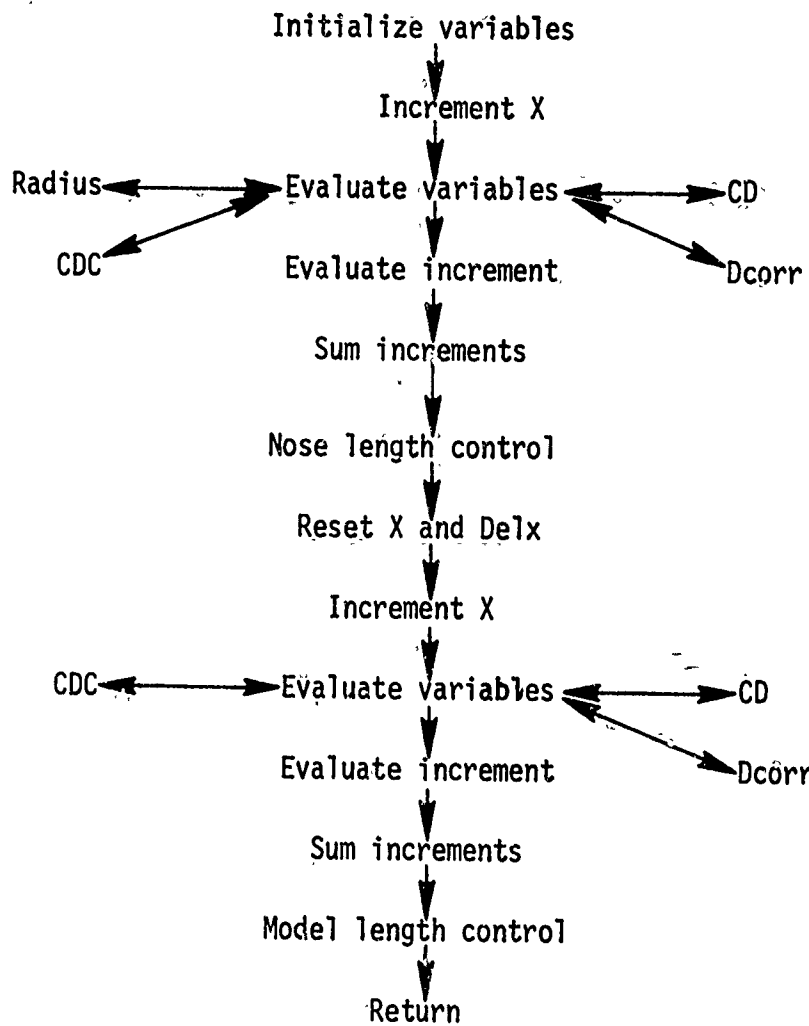 Initialize variables
Increment X
Radius Evaluate variables CD
CDC Dcorr
Evaluate increment
Sum increments
Nose length control
Reset X and Delx
Increment X
CDC Evaluate variables CD
Evaluate increment Dcorr
Sum increments
Model length control
Return